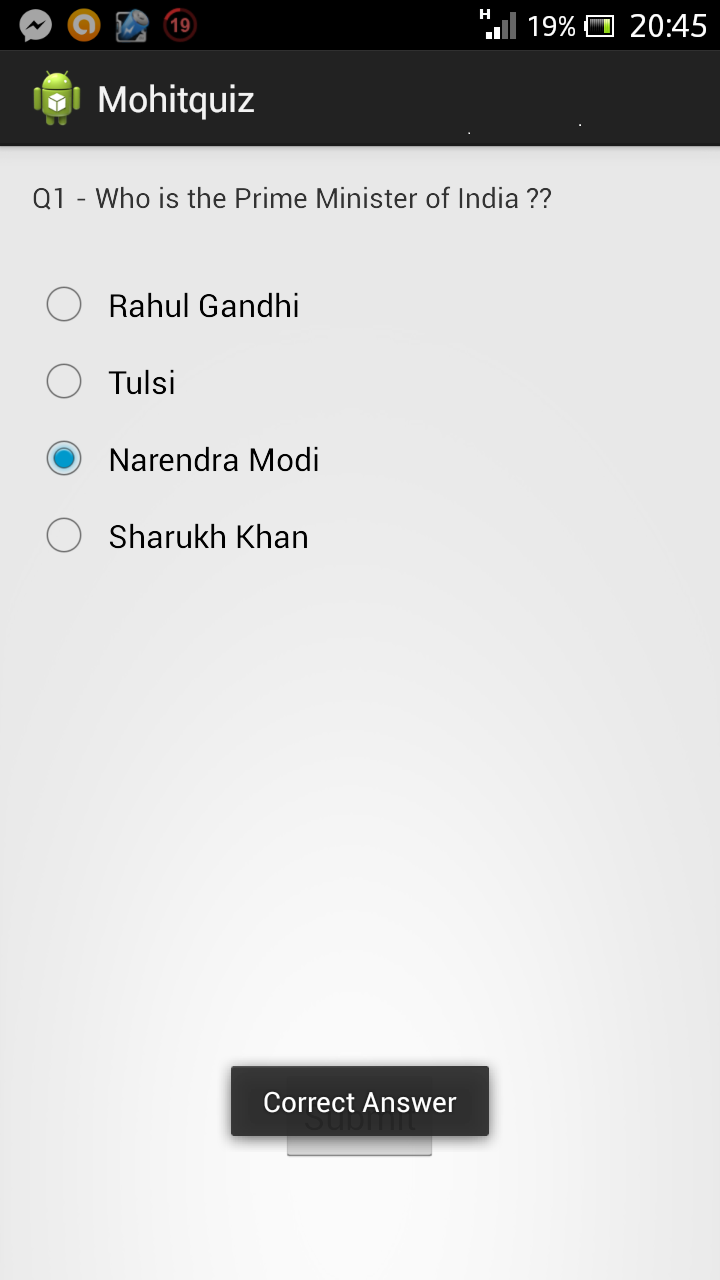 19
H
19%
20:45
Mohitquiz
Q1 - Who is the Prime Minister of India ??
Rahul Gandhi
Tulsi
Narendra Modi
Sharukh Khan
Correct Answer
Submit